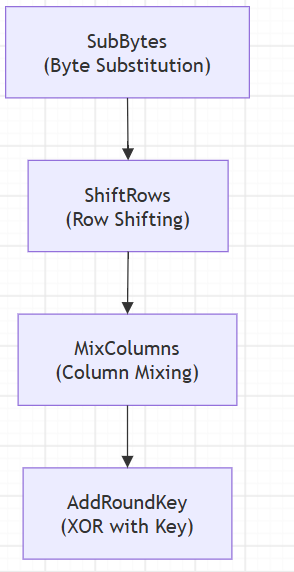 SubBytes
(Byte Substitution)
ShiftRows
(Row Shifting)
MixColumns
(Column Mixing)
AddRoundKey
(XOR with Key)